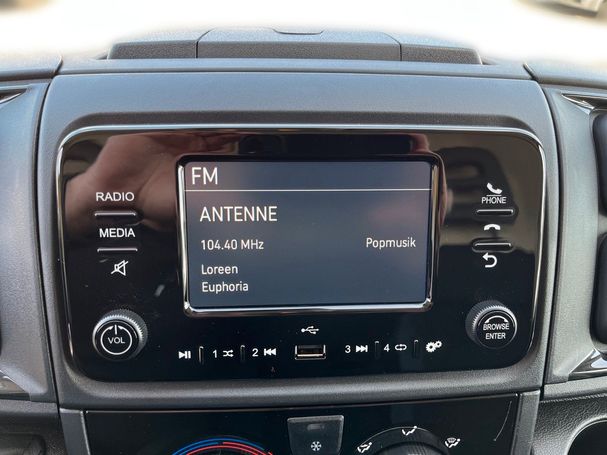 FM
ANTENNE
104.40 MHz Popmusik
Loreen
Euphoria
RADIO
MEDIA
PHONE
VOL
BROWSE
ENTER
1 2 3 4